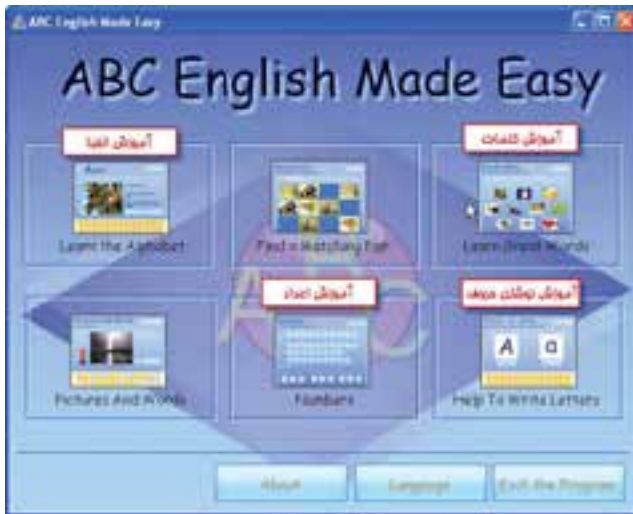 ABC English Made Easy
ABC English Made Easy
آموزش الفبا
Learn the Alphabet
Find a Matching Pair
آموزش کلمات
Learn Words
Pictures And Words
آموزش اعداد
Numbers
آموزش نوشتن حروف
A a
Help To Write Letters
ABC
About
Language
Exit the Program